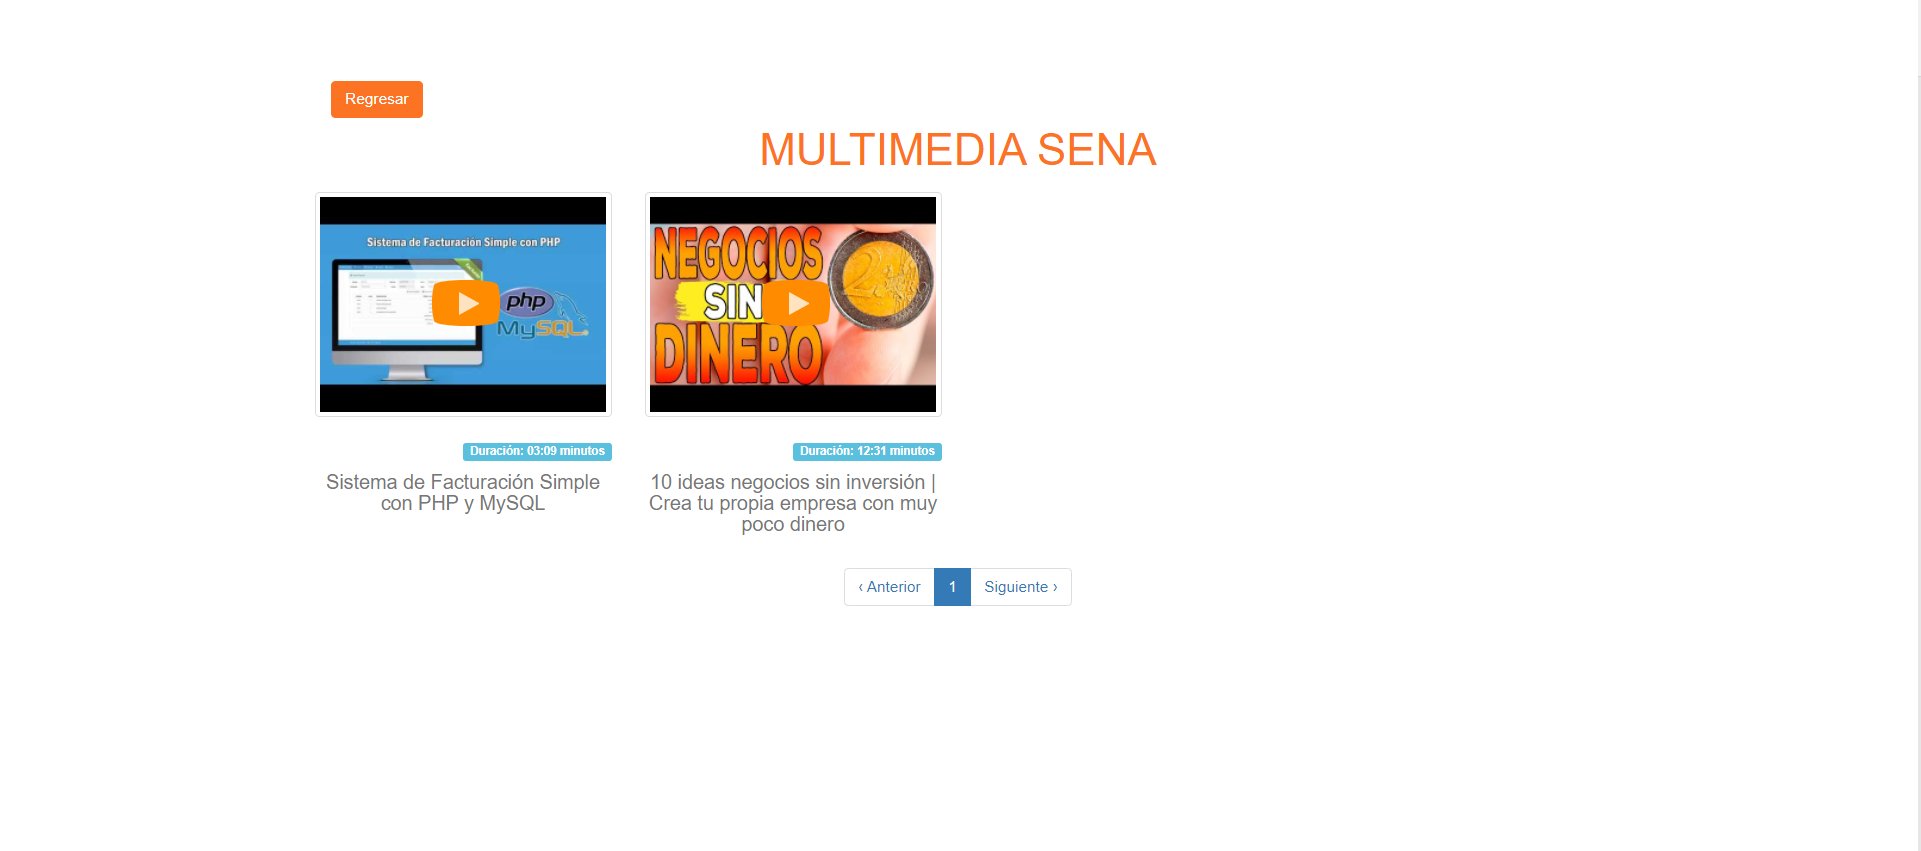 Regresar
MULTIMEDIA SENA
Sistema de Facturación Simple con PHP
php
MySQL
NEGOCIOS
SIN
DINERO
2
Duración: 03:09 minutos
Duración: 12:31 minutos
Sistema de Facturación Simple
con PHP y MySQL
10 ideas negocios sin inversión |
Crea tu propia empresa con muy
poco dinero
‹ Anterior 1 Siguiente ›